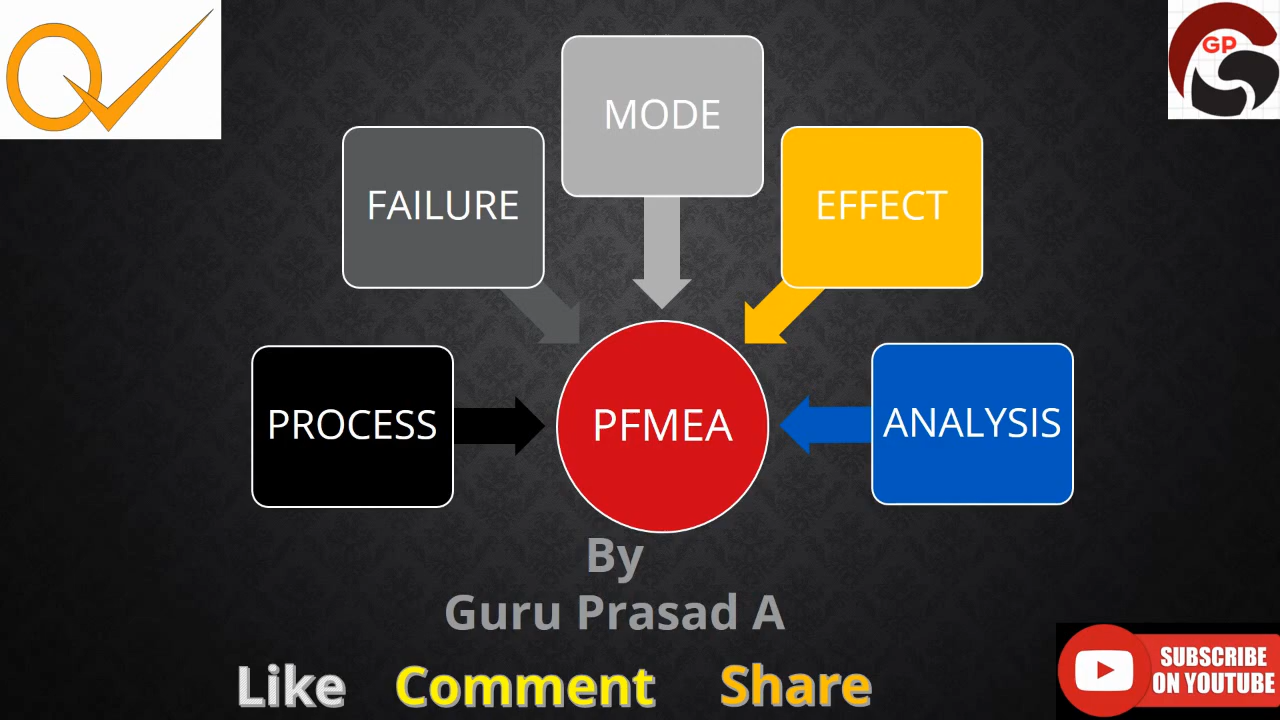 GP
MODE
FAILURE
EFFECT
PROCESS
PFMEA
ANALYSIS
By
Guru Prasad A
Like Comment Share
SUBSCRIBE
ON YOUTUBE